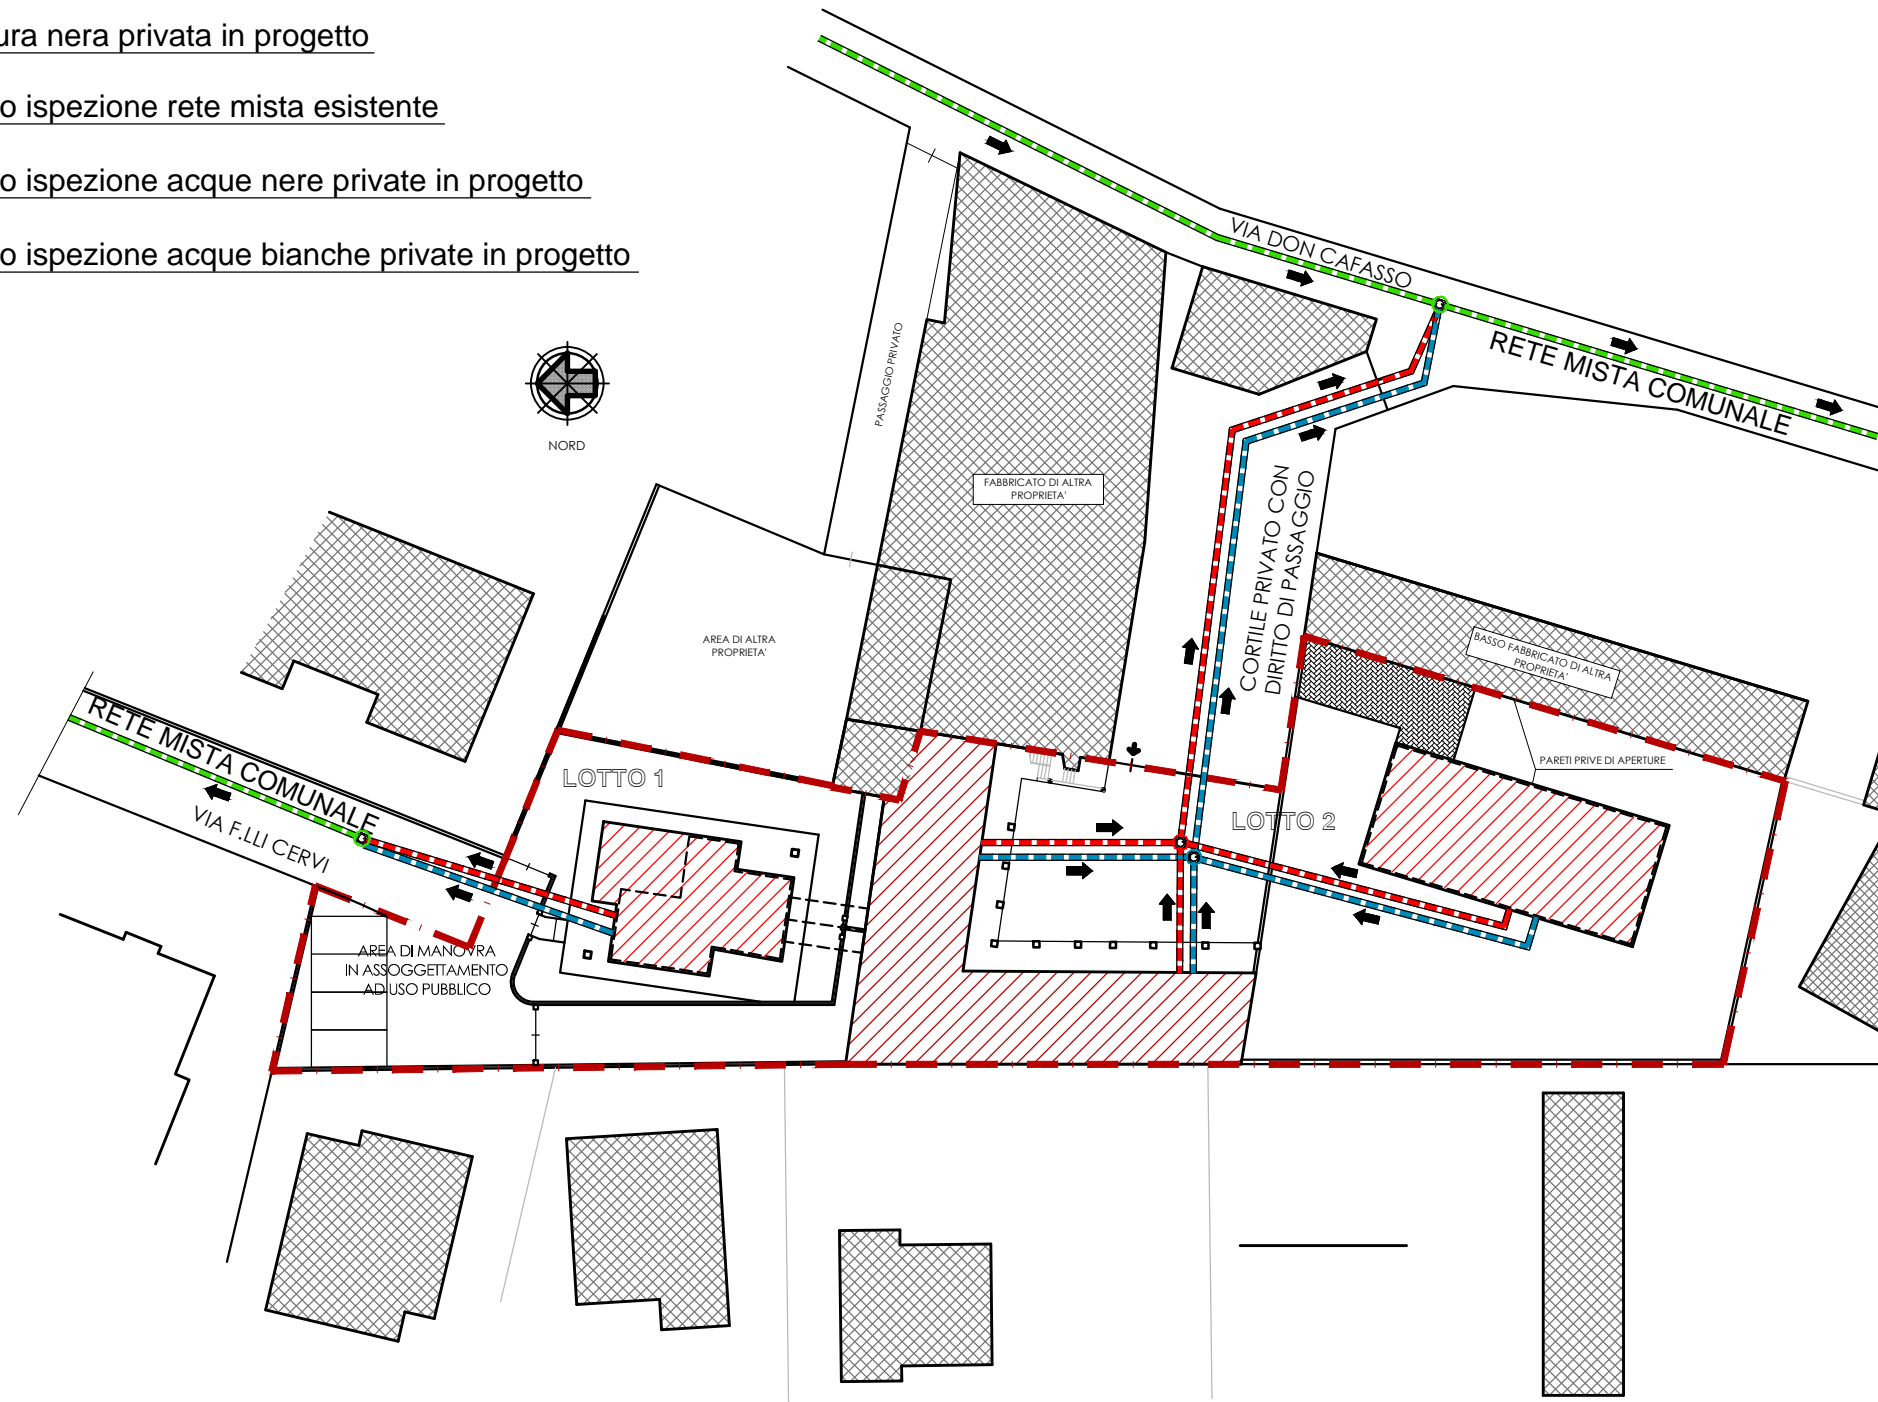 ura nera privata in progetto
o ispezione rete mista esistente
o ispezione acque nere private in progetto
o ispezione acque bianche private in progetto
NORD
PASSAGGIO PRIVATO
VIA DON CAFASSO
RETE MISTA COMUNALE
FABBRICATO DI ALTRA
PROPRIETA'
CORTILE PRIVATO CON
DIRITTO DI PASSAGGIO
AREA DI ALTRA
PROPRIETA'
BASSO FABBRICATO DI ALTRA
PROPRIETA'
PARETI PRIVE DI APERTURE
RETE MISTA COMUNALE
VIA F.LLI CERVI
LOTTO 1
LOTTO 2
AREA DI MANOVRA
IN ASSOGGETTAMENTO
AD USO PUBBLICO